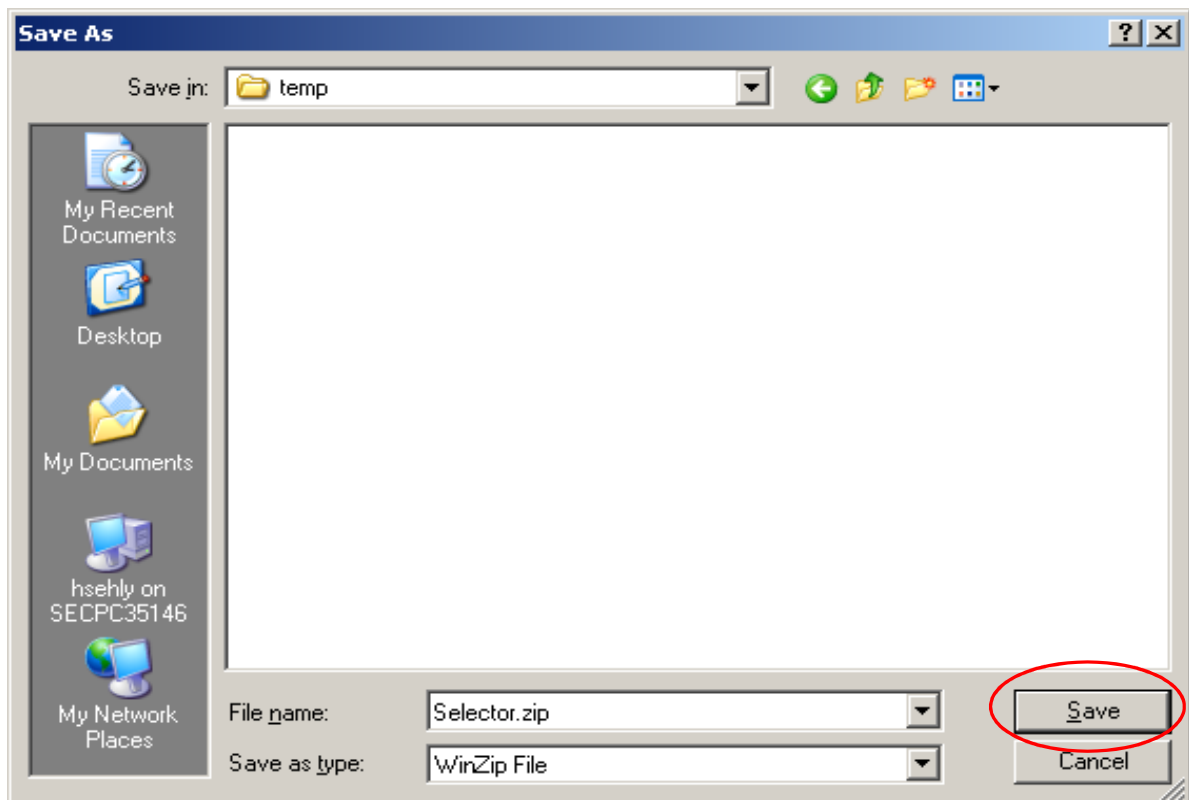 Save As
Save in: temp
My Recent
Documents
Desktop
My Documents
hsehly on
SECPC35146
My Network
Places
File name: Selector.zip Save
Save as type: WinZip File Cancel